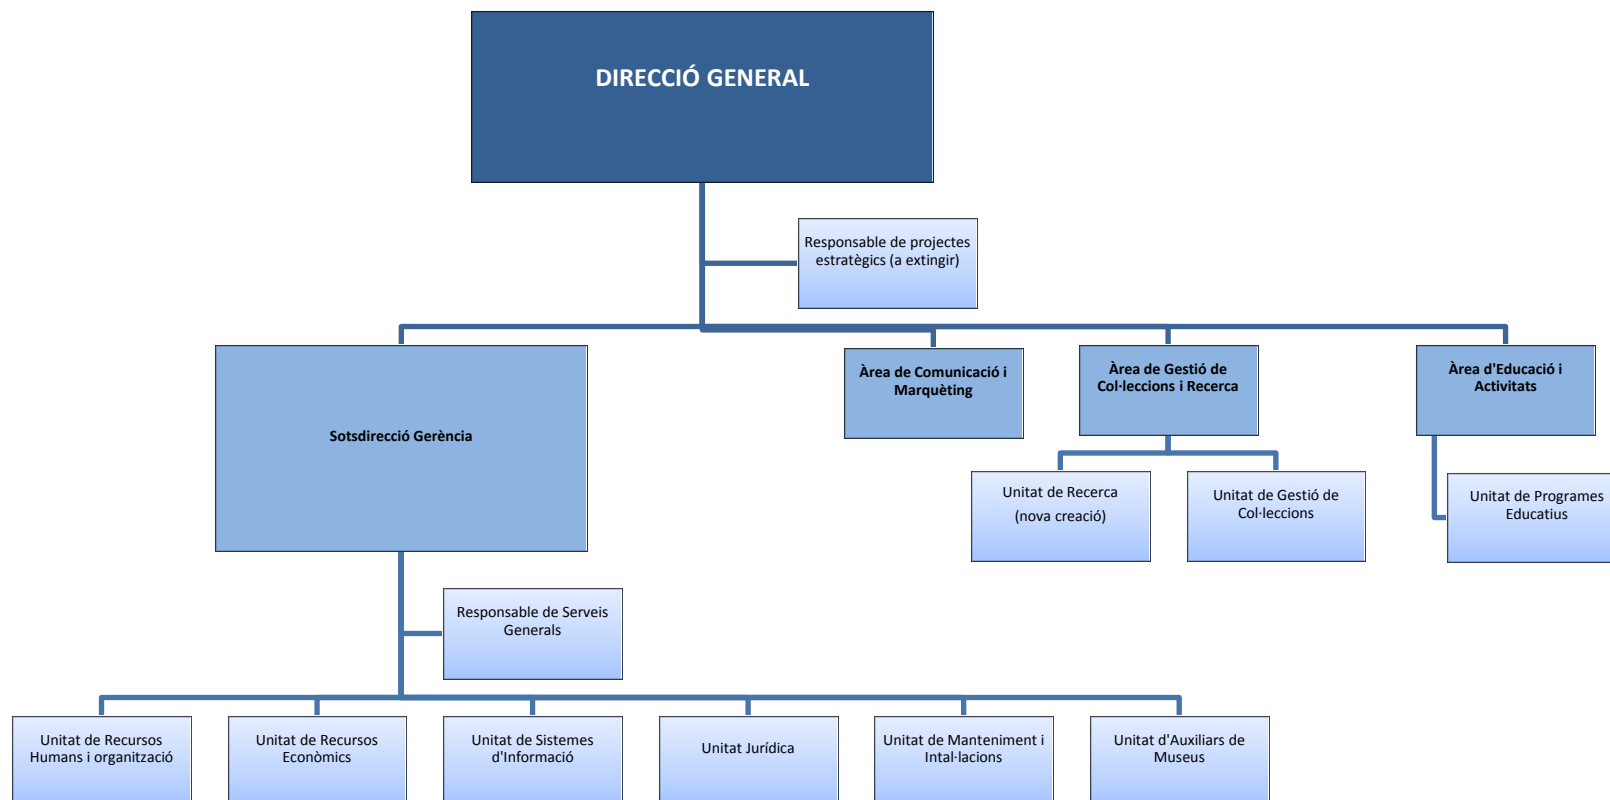 DIRECCIÓ GENERAL
Responsable de projectes
estratègics (a extingir)
Sotsdirecció Gerència
Àrea de Comunicació i
Marquèting
Àrea de Gestió de
Col·leccions i Recerca
Àrea d'Educació i
Activitats
Unitat de Recerca
(nova creació)
Unitat de Gestió de
Col·leccions
Unitat de Programes
Educatius
Responsable de Serveis
Generals
Unitat de Recursos
Humans i organització
Unitat de Recursos
Econòmics
Unitat de Sistemes
d'Informació
Unitat Jurídica
Unitat de Manteniment i
Intal·lacions
Unitat d'Auxiliars de
Museus